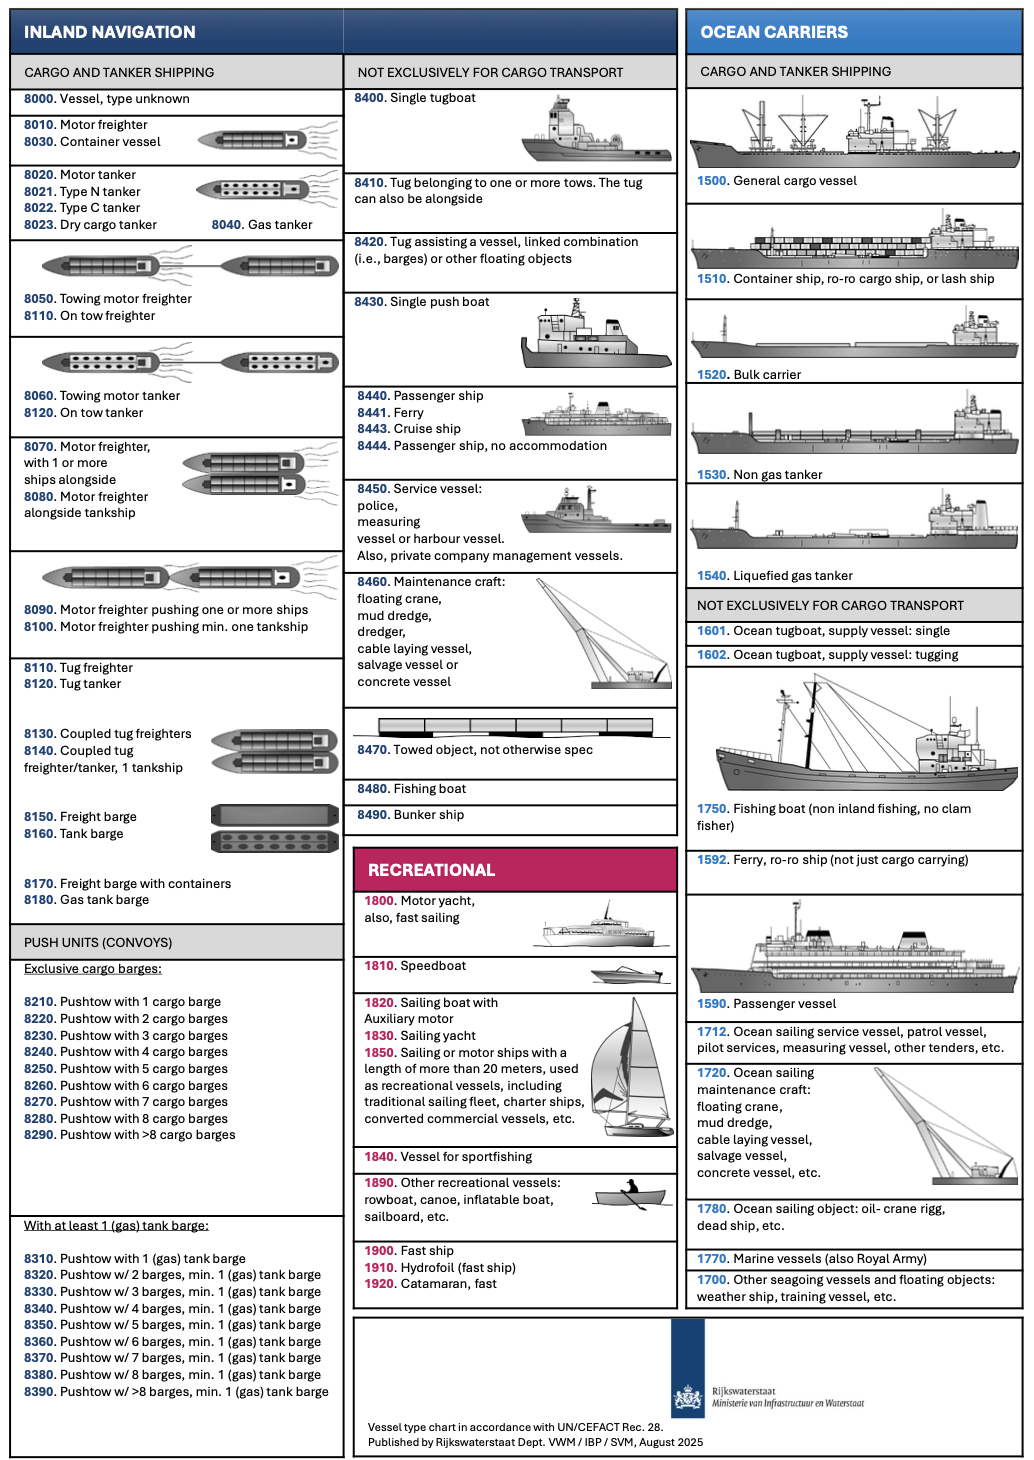 INLAND NAVIGATION
CARGO AND TANKER SHIPPING
8000. Vessel, type unknown
8010. Motor freighter
8030. Container vessel
8020. Motor tanker
8021. Type N tanker
8022. Type C tanker
8023. Dry cargo tanker 8040. Gas tanker
8050. Towing motor freighter
8110. On tow freighter
8060. Towing motor tanker
8120. On tow tanker
8070. Motor freighter,
with 1 or more
ships alongside
8080. Motor freighter
alongside tankship
8090. Motor freighter pushing one or more ships
8100. Motor freighter pushing min. one tankship
8110. Tug freighter
8120. Tug tanker
8130. Coupled tug freighters
8140. Coupled tug
freighter/tanker, 1 tankship
8150. Freight barge
8160. Tank barge
8170. Freight barge with containers
8180. Gas tank barge
PUSH UNITS (CONVOYS)
Exclusive cargo barges:
8210. Pushtow with 1 cargo barge
8220. Pushtow with 2 cargo barges
8230. Pushtow with 3 cargo barges
8240. Pushtow with 4 cargo barges
8250. Pushtow with 5 cargo barges
8260. Pushtow with 6 cargo barges
8270. Pushtow with 7 cargo barges
8280. Pushtow with 8 cargo barges
8290. Pushtow with >8 cargo barges
With at least 1 (gas) tank barge:
8310. Pushtow with 1 (gas) tank barge
8320. Pushtow w/ 2 barges, min. 1 (gas) tank barge
8330. Pushtow w/ 3 barges, min. 1 (gas) tank barge
8340. Pushtow w/ 4 barges, min. 1 (gas) tank barge
8350. Pushtow w/ 5 barges, min. 1 (gas) tank barge
8360. Pushtow w/ 6 barges, min. 1 (gas) tank barge
8370. Pushtow w/ 7 barges, min. 1 (gas) tank barge
8380. Pushtow w/ 8 barges, min. 1 (gas) tank barge
8390. Pushtow w/ >8 barges, min. 1 (gas) tank barge
NOT EXCLUSIVELY FOR CARGO TRANSPORT
8400. Single tugboat
8410. Tug belonging to one or more tows. The tug
can also be alongside
8420. Tug assisting a vessel, linked combination
(i.e., barges) or other floating objects
8430. Single push boat
8440. Passenger ship
8441. Ferry
8443. Cruise ship
8444. Passenger ship, no accommodation
8450. Service vessel:
police,
measuring
vessel or harbour vessel.
Also, private company management vessels.
8460. Maintenance craft:
floating crane,
mud dredge,
dredger,
cable laying vessel,
salvage vessel or
concrete vessel
8470. Towed object, not otherwise spec
8480. Fishing boat
8490. Bunker ship
RECREATIONAL
1800. Motor yacht,
also, fast sailing
1810. Speedboat
1820. Sailing boat with
Auxiliary motor
1830. Sailing yacht
1850. Sailing or motor ships with a
length of more than 20 meters, used
as recreational vessels, including
traditional sailing fleet, charter ships,
converted commercial vessels, etc.
1840. Vessel for sportfishing
1890. Other recreational vessels:
rowboat, canoe, inflatable boat,
sailboard, etc.
1900. Fast ship
1910. Hydrofoil (fast ship)
1920. Catamaran, fast
OCEAN CARRIERS
CARGO AND TANKER SHIPPING
1500. General cargo vessel
1510. Container ship, ro-ro cargo ship, or lash ship
1520. Bulk carrier
1530. Non gas tanker
1540. Liquefied gas tanker
NOT EXCLUSIVELY FOR CARGO TRANSPORT
1601. Ocean tugboat, supply vessel: single
1602. Ocean tugboat, supply vessel: tugging
1750. Fishing boat (non inland fishing, no clam
fisher)
1592. Ferry, ro-ro ship (not just cargo carrying)
1590. Passenger vessel
1712. Ocean sailing service vessel, patrol vessel,
pilot services, measuring vessel, other tenders, etc.
1720. Ocean sailing
maintenance craft:
floating crane,
mud dredge,
cable laying vessel,
salvage vessel,
concrete vessel, etc.
1780. Ocean sailing object: oil- crane rigg,
dead ship, etc.
1770. Marine vessels (also Royal Army)
1700. Other seagoing vessels and floating objects:
weather ship, training vessel, etc.
Rijkswaterstaat
Ministerie van Infrastructuur en Waterstaat
Vessel type chart in accordance with UN/CEFACT Rec. 28.
Published by Rijkswaterstaat Dept. VWM / IBP / SVM, August 2025